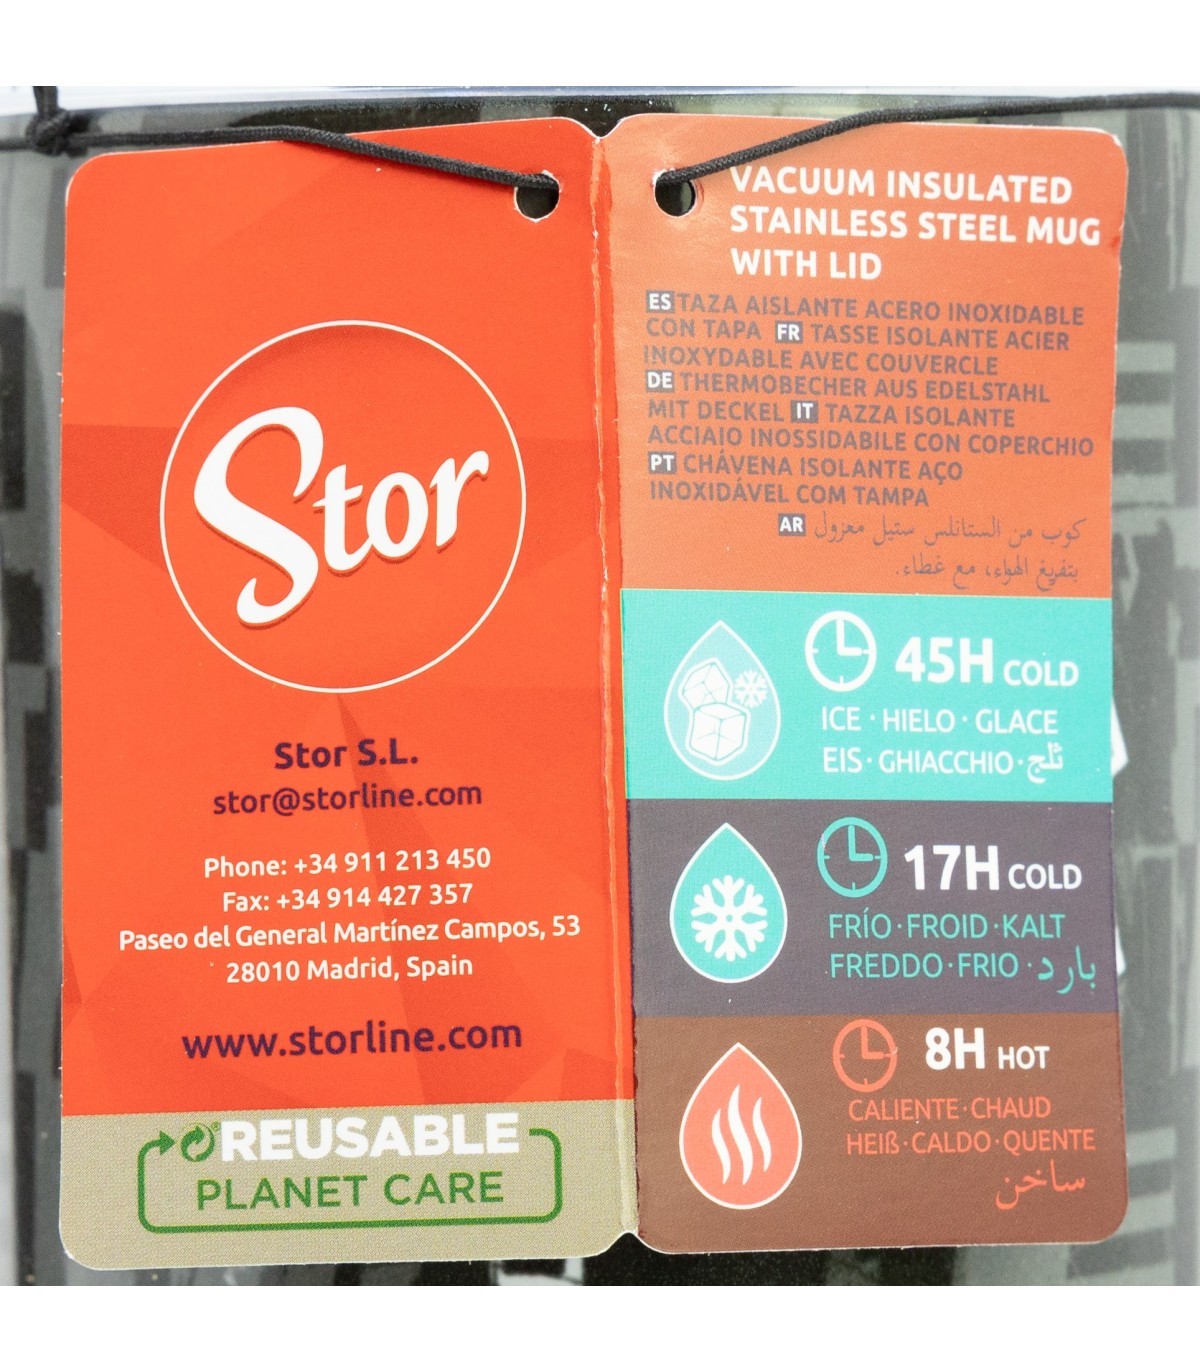 Stor
Stor S.L.
stor@storline.com
Phone: +34 911 213 450
Fax: +34 914 427 357
Paseo del General Martínez Campos, 53
28010 Madrid, Spain
www.storline.com
REUSABLE
PLANET CARE
VACUUM INSULATED
STAINLESS STEEL MUG
WITH LID
ES TAZA AISLANTE ACERO INOXIDABLE
CON TAPA FR TASSE ISOLANTE ACIER
INOXYDABLE AVEC COUVERCLE
DE THERMOBECHER AUS EDELSTAHL
MIT DECKEL IT TAZZA ISOLANTE
ACCIAIO INOSSIDABILE CON COPERCHIO
PT CHÁVENA ISOLANTE AÇO
INOXIDÁVEL COM TAMPA
AR كوب من الستانلس ستيل معزول
بتفريغ الهواء، مع غطاء.
45H COLD
ICE · HIELO · GLACE
EIS · GHIACCHIO · ثلج
17H COLD
FRÍO · FROID · KALT
FREDDO · FRIO · بارد
8H HOT
CALIENTE · CHAUD
HEIß · CALDO · QUENTE
ساخن